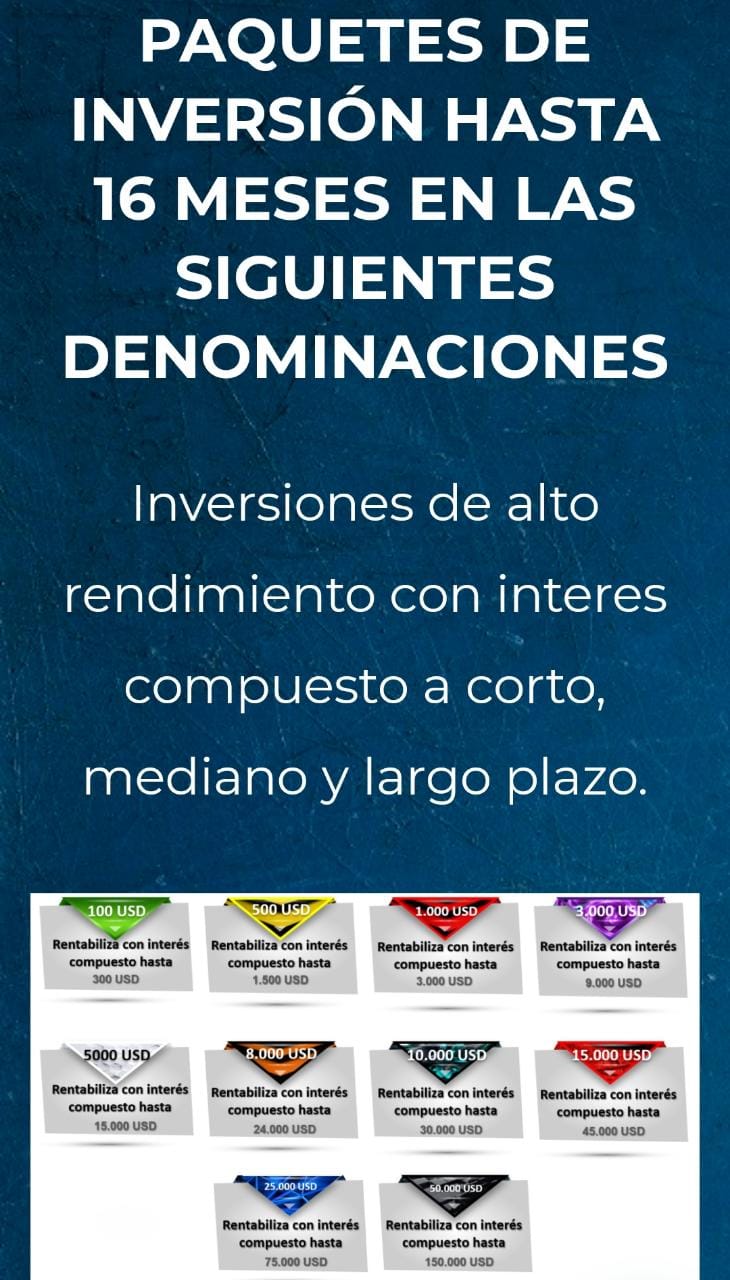 PAQUETES DE
INVERSIÓN HASTA
16 MESES EN LAS
SIGUIENTES
DENOMINACIONES
Inversiones de alto
rendimiento con interes
compuesto a corto,
mediano y largo plazo.
100 USD
Rentabiliza con interés
compuesto hasta
300 USD
500 USD
Rentabiliza con interés
compuesto hasta
1.500 USD
1.000 USD
Rentabiliza con interés
compuesto hasta
3.000 USD
3.000 USD
Rentabiliza con interés
compuesto hasta
9.000 USD
5000 USD
Rentabiliza con interés
compuesto hasta
15.000 USD
8.000 USD
Rentabiliza con interés
compuesto hasta
24.000 USD
10.000 USD
Rentabiliza con interés
compuesto hasta
30.000 USD
15.000 USD
Rentabiliza con interés
compuesto hasta
45.000 USD
25.000 USD
Rentabiliza con interés
compuesto hasta
75.000 USD
50.000 USD
Rentabiliza con interés
compuesto hasta
150.000 USD